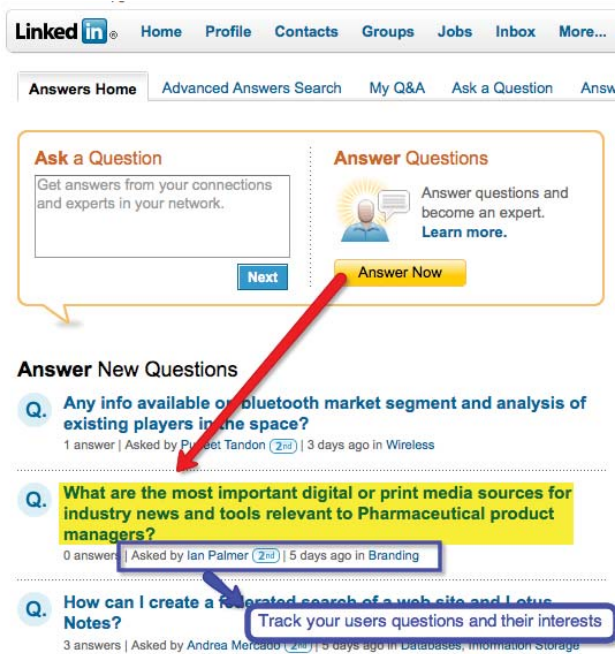 Linked in ® Home Profile Contacts Groups Jobs Inbox More...
Answers Home Advanced Answers Search My Q&A Ask a Question Answ
Ask a Question
Get answers from your connections
and experts in your network.
Next
Answer Questions
Answer questions and
become an expert.
Learn more.
Answer Now
Answer New Questions
Q. Any info available on bluetooth market segment and analysis of
existing players in the space?
1 answer | Asked by Puneet Tandon 2nd | 3 days ago in Wireless
Q. What are the most important digital or print media sources for
industry news and tools relevant to Pharmaceutical product
managers?
0 answers | Asked by Ian Palmer 2nd | 5 days ago in Branding
Q. How can I create a federated search of a web site and Lotus
Notes?
Track your users questions and their interests
3 answers | Asked by Andrea Mercado 2nd | 5 days ago in Databases, Information Storage